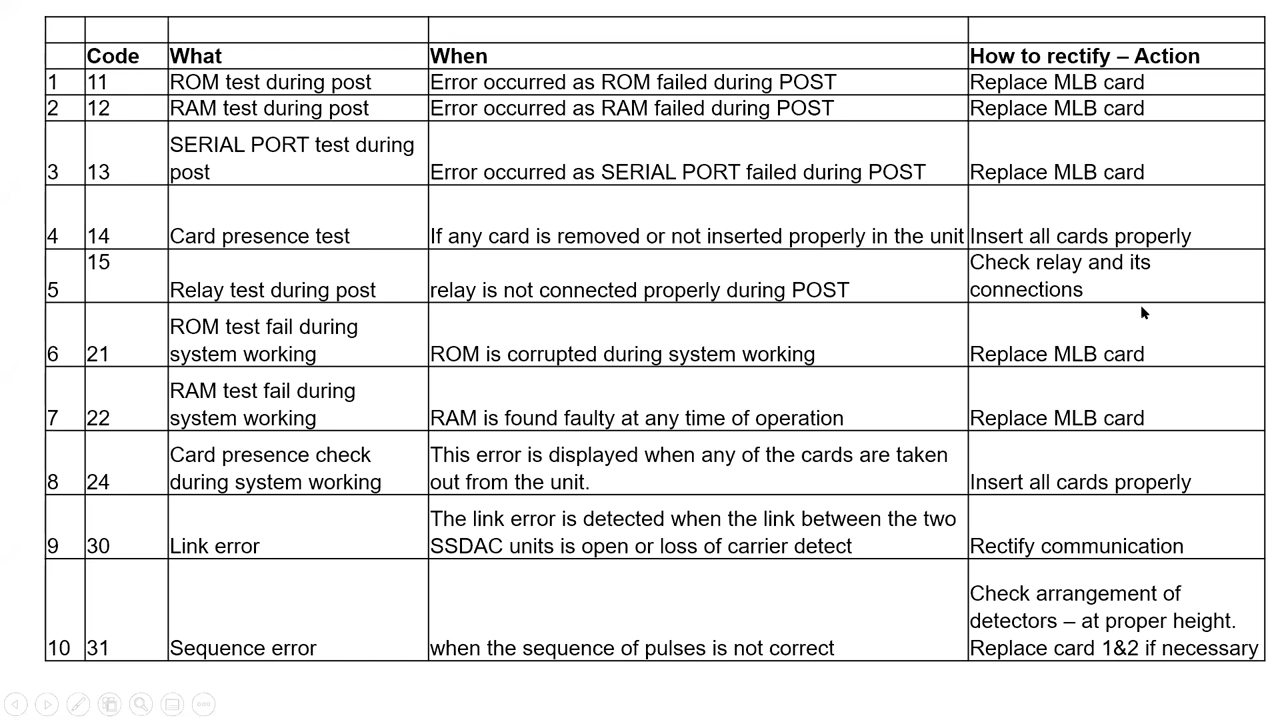 Code What When How to rectify – Action
1 11 ROM test during post Error occurred as ROM failed during POST Replace MLB card
2 12 RAM test during post Error occurred as RAM failed during POST Replace MLB card
SERIAL PORT test during
3 13 post Error occurred as SERIAL PORT failed during POST Replace MLB card
4 14 Card presence test If any card is removed or not inserted properly in the unit Insert all cards properly
15 Check relay and its
5 Relay test during post relay is not connected properly during POST connections
ROM test fail during
6 21 system working ROM is corrupted during system working Replace MLB card
RAM test fail during
7 22 system working RAM is found faulty at any time of operation Replace MLB card
Card presence check This error is displayed when any of the cards are taken
8 24 during system working out from the unit. Insert all cards properly
The link error is detected when the link between the two
9 30 Link error SSDAC units is open or loss of carrier detect Rectify communication
Check arrangement of
detectors – at proper height.
10 31 Sequence error when the sequence of pulses is not correct Replace card 1&2 if necessary